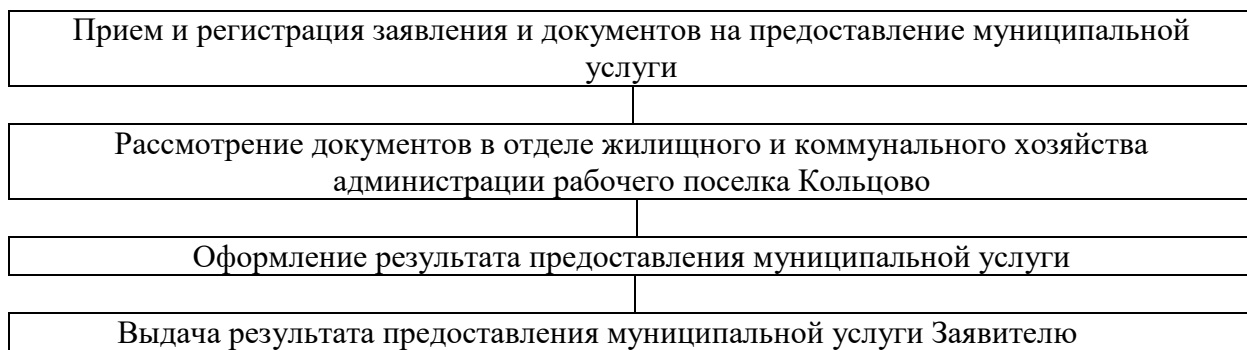 Прием и регистрация заявления и документов на предоставление муниципальной
услуги
Рассмотрение документов в отделе жилищного и коммунального хозяйства
администрации рабочего поселка Кольцово
Оформление результата предоставления муниципальной услуги
Выдача результата предоставления муниципальной услуги Заявителю